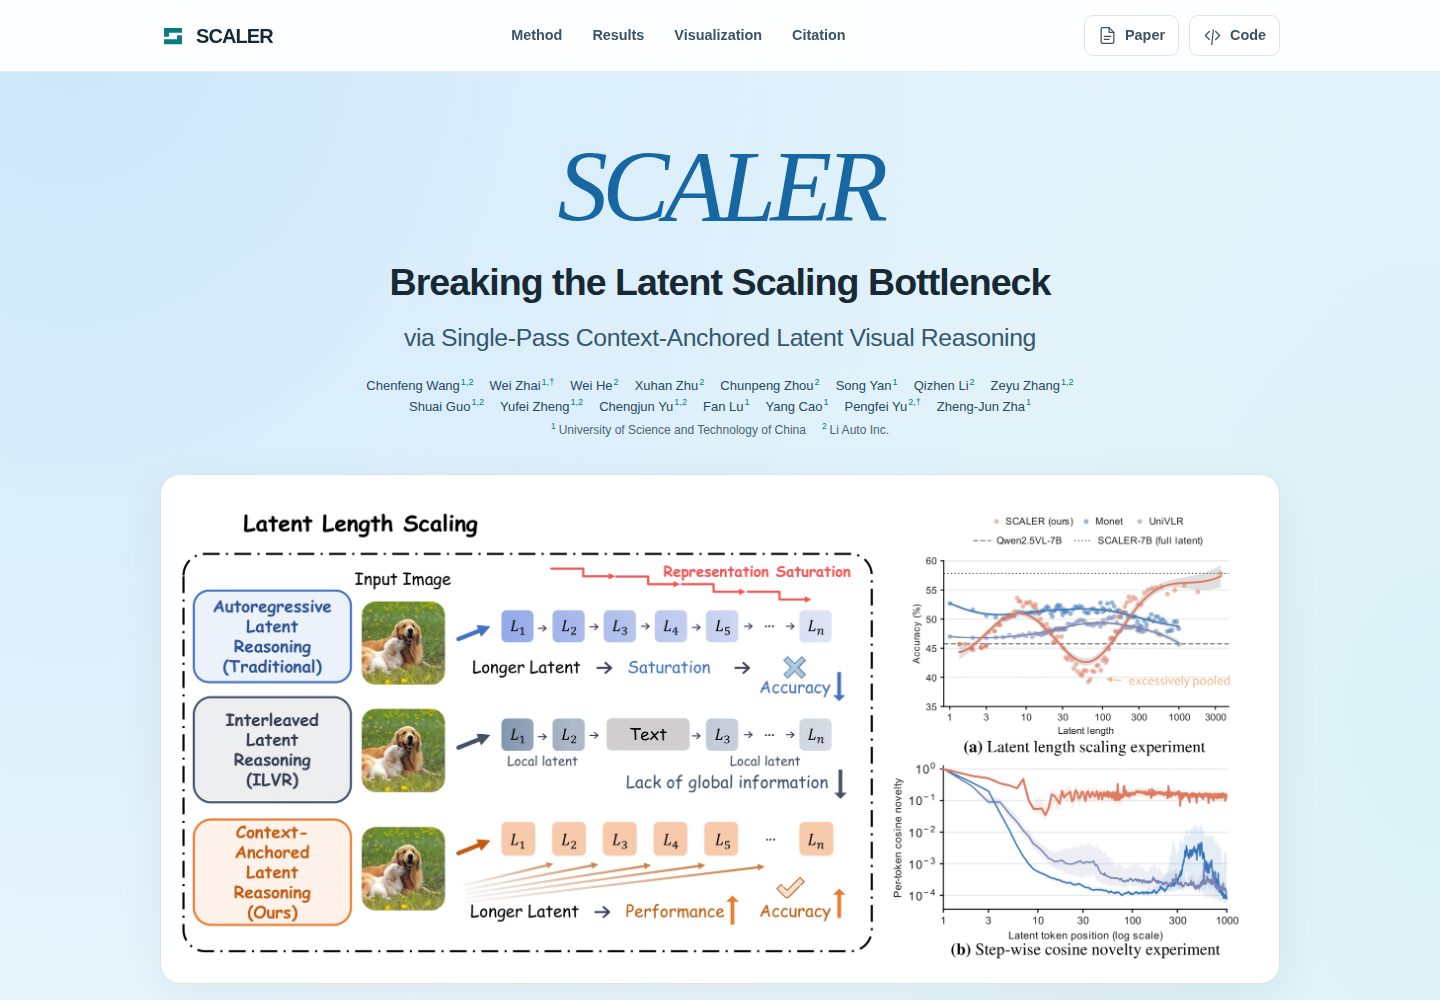 SCALER
Method Results Visualization Citation
Paper Code
SCALER
Breaking the Latent Scaling Bottleneck
via Single-Pass Context-Anchored Latent Visual Reasoning
Chenfeng Wang1,2 Wei Zhai1,† Wei He2 Xuhan Zhu2 Chunpeng Zhou2 Song Yan1 Qizhen Li2 Zeyu Zhang1,2
Shuai Guo1,2 Yufei Zheng1,2 Chengjun Yu1,2 Fan Lu1 Yang Cao1 Pengfei Yu2,† Zheng-Jun Zha1
1 University of Science and Technology of China 2 Li Auto Inc.
Latent Length Scaling
Input Image
Representation Saturation
Autoregressive
Latent
Reasoning
(Traditional)
L1 L2 L3 L4 L5 ... Ln
Longer Latent → Saturation →
Accuracy
Interleaved
Latent
Reasoning
(ILVR)
L1 L2 Text L3 ... Ln
Local latent Local latent
Lack of global information
Context-
Anchored
Latent
Reasoning
(Ours)
L1 L2 L3 L4 L5 ... Ln
Longer Latent → Performance Accuracy
SCALER (ours) Monet UniVLR
Qwen2.5VL-7B SCALER-7B (full latent)
60
55
50
45
40
35
Accuracy (%)
excessively pooled
1 3 10 30 100 300 1000 3000
Latent length
(a) Latent length scaling experiment
10^0
10^-1
10^-2
10^-3
10^-4
Per-token cosine novelty
1 3 10 30 100 300 1000
Latent token position (log scale)
(b) Step-wise cosine novelty experiment